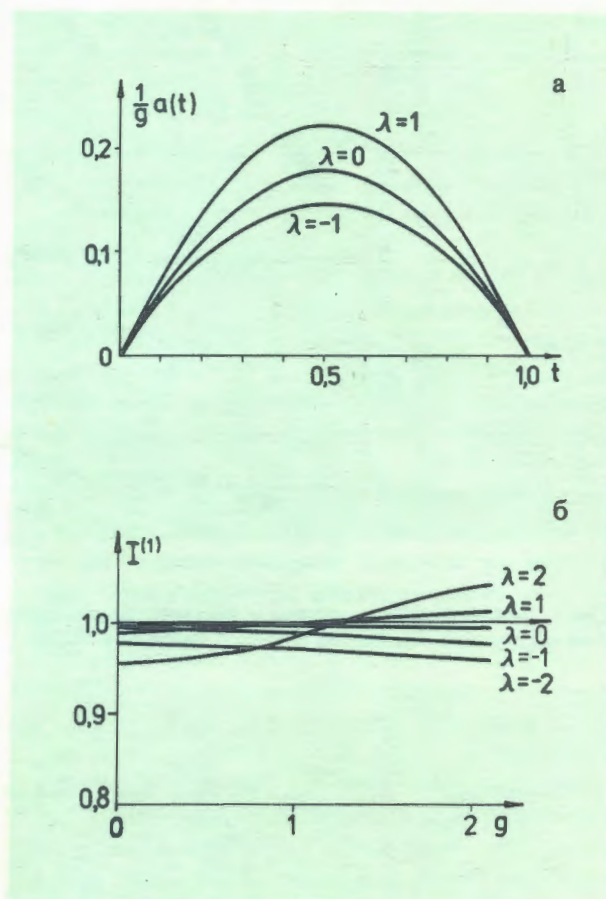 а
1/g a(t)
λ=1
0,2
λ=0
λ=-1
0,1
0
0,5
1,0 t
б
I⁽¹⁾
λ=2
λ=1
1,0
λ=0
λ=-1
λ=-2
0,9
0,8
0 1 2 g